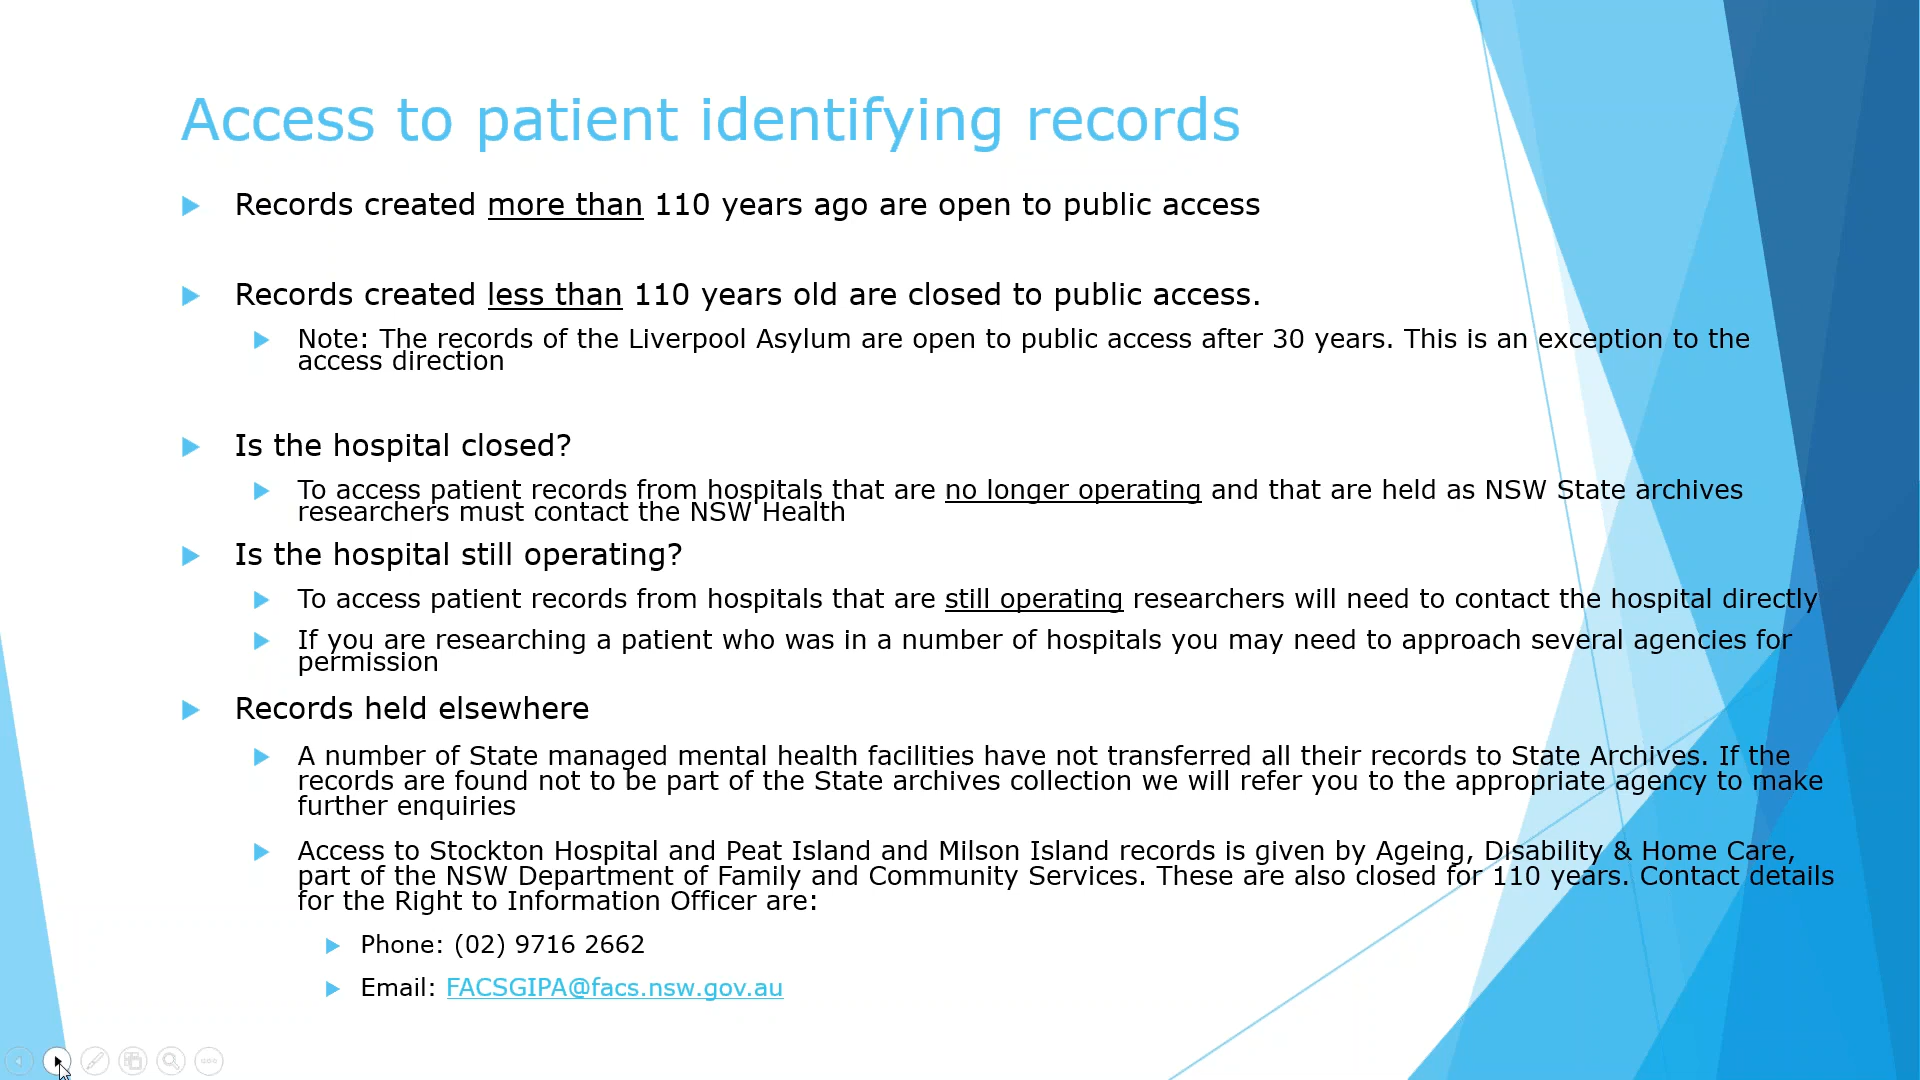 Access to patient identifying records
Records created more than 110 years ago are open to public access
Records created less than 110 years old are closed to public access.
Note: The records of the Liverpool Asylum are open to public access after 30 years. This is an exception to the
access direction
Is the hospital closed?
To access patient records from hospitals that are no longer operating and that are held as NSW State archives
researchers must contact the NSW Health
Is the hospital still operating?
To access patient records from hospitals that are still operating researchers will need to contact the hospital directly
If you are researching a patient who was in a number of hospitals you may need to approach several agencies for
permission
Records held elsewhere
A number of State managed mental health facilities have not transferred all their records to State Archives. If the
records are found not to be part of the State archives collection we will refer you to the appropriate agency to make
further enquiries
Access to Stockton Hospital and Peat Island and Milson Island records is given by Ageing, Disability & Home Care,
part of the NSW Department of Family and Community Services. These are also closed for 110 years. Contact details
for the Right to Information Officer are:
Phone: (02) 9716 2662
Email: FACSGIPA@facs.nsw.gov.au